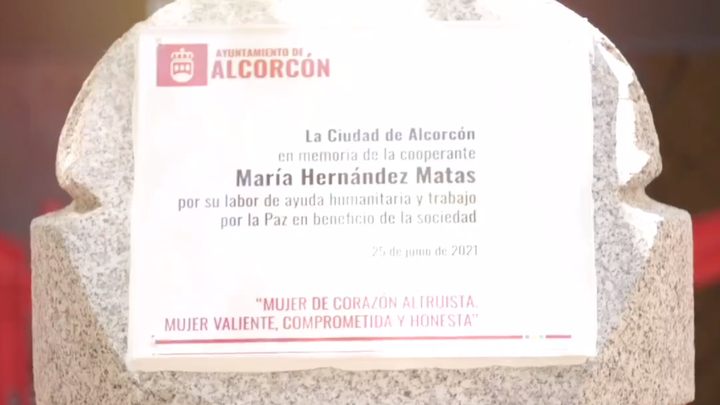 AYUNTAMIENTO DE
ALCORCÓN
La Ciudad de Alcorcón
en memoria de la cooperante
María Hernández Matas
por su labor de ayuda humanitaria y trabajo
por la Paz en beneficio de la sociedad
25 de junio de 2021
"MUJER DE CORAZÓN ALTRUISTA.
MUJER VALIENTE, COMPROMETIDA Y HONESTA"